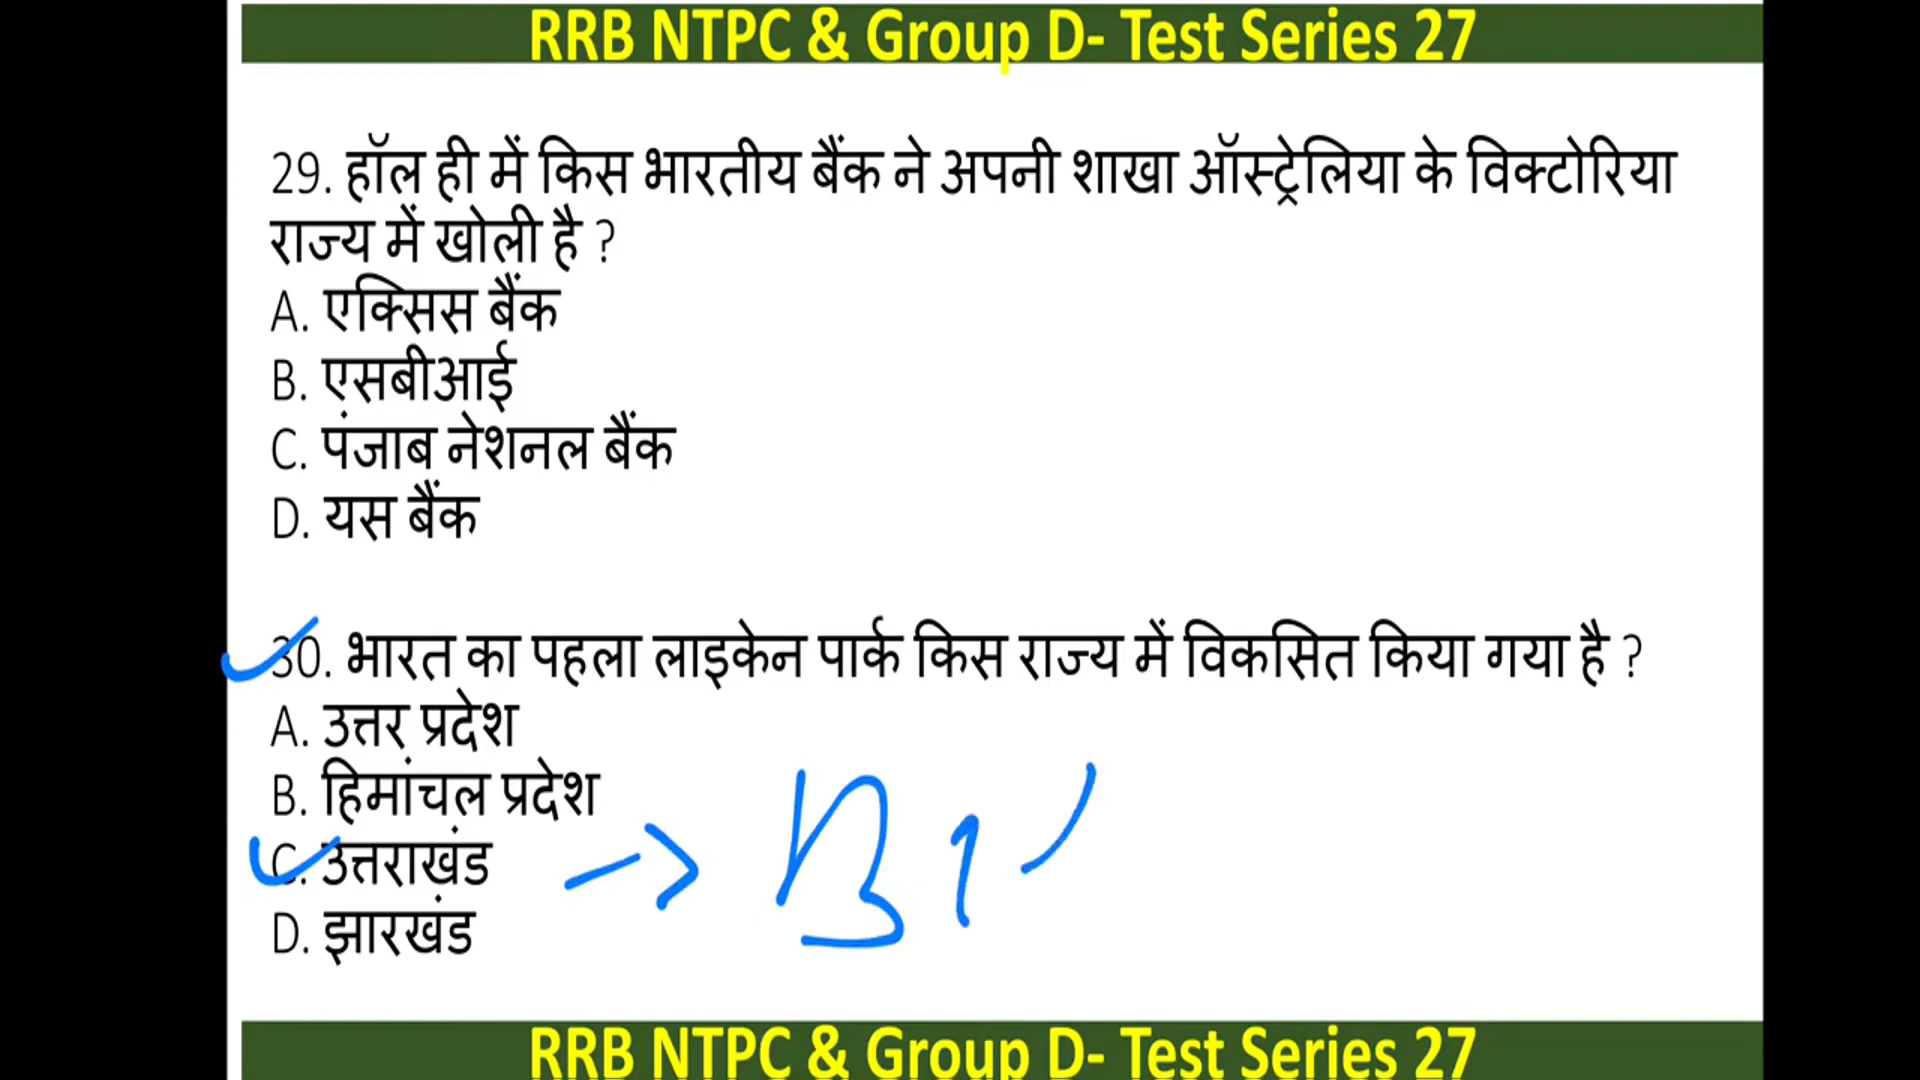 RRB NTPC & Group D- Test Series 27
29. हॉल ही में किस भारतीय बैंक ने अपनी शाखा ऑस्ट्रेलिया के विक्टोरिया
राज्य में खोली है ?
A. एक्सिस बैंक
B. एसबीआई
C. पंजाब नेशनल बैंक
D. यस बैंक
30. भारत का पहला लाइकेन पार्क किस राज्य में विकसित किया गया है ?
A. उत्तर प्रदेश
B. हिमांचल प्रदेश
C. उत्तराखंड
D. झारखंड
RRB NTPC & Group D- Test Series 27